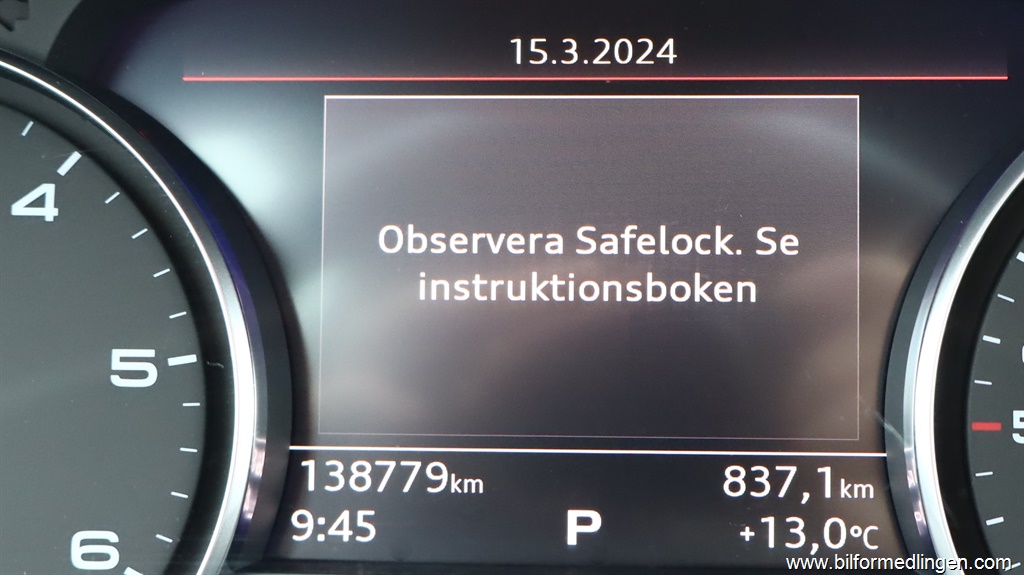 15.3.2024
Observera Safelock. Se
instruktionsboken
4
5
6
5
138779km
837,1km
9:45
P
+13,0°C
www.bilformedlingen.com